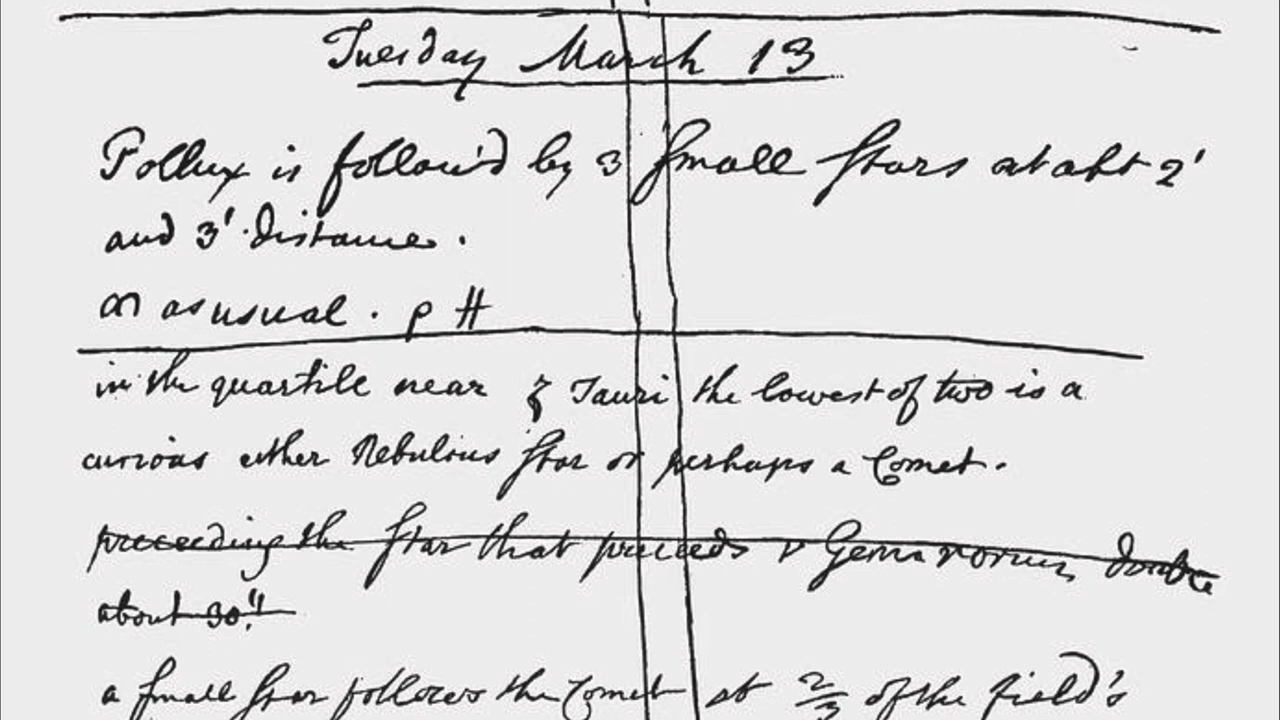 Tuesday March 13
Pollux is follow'd by 3 small stars at abt 2'
and 3' distance.
as usual. p #
in the quartile near ζ Tauri the lowest of two is a
curious either Nebulous star or perhaps a Comet.
preceeding the star that preceeds ν Geminorum double
about 30"
a small star follows the Comet at 2/3 of the field's